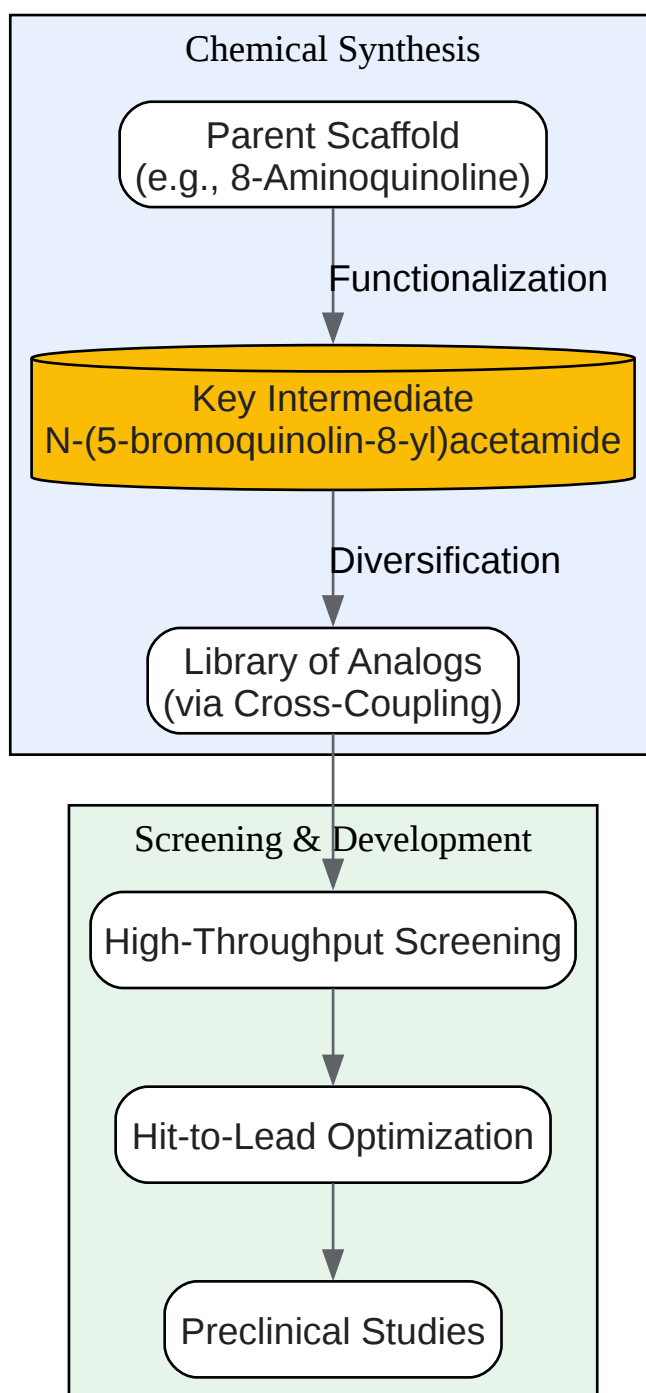 Chemical Synthesis
Parent Scaffold
(e.g., 8-Aminoquinoline)
Functionalization
Key Intermediate
N-(5-bromoquinolin-8-yl)acetamide
Diversification
Library of Analogs
(via Cross-Coupling)
Screening & Development
High-Throughput Screening
Hit-to-Lead Optimization
Preclinical Studies